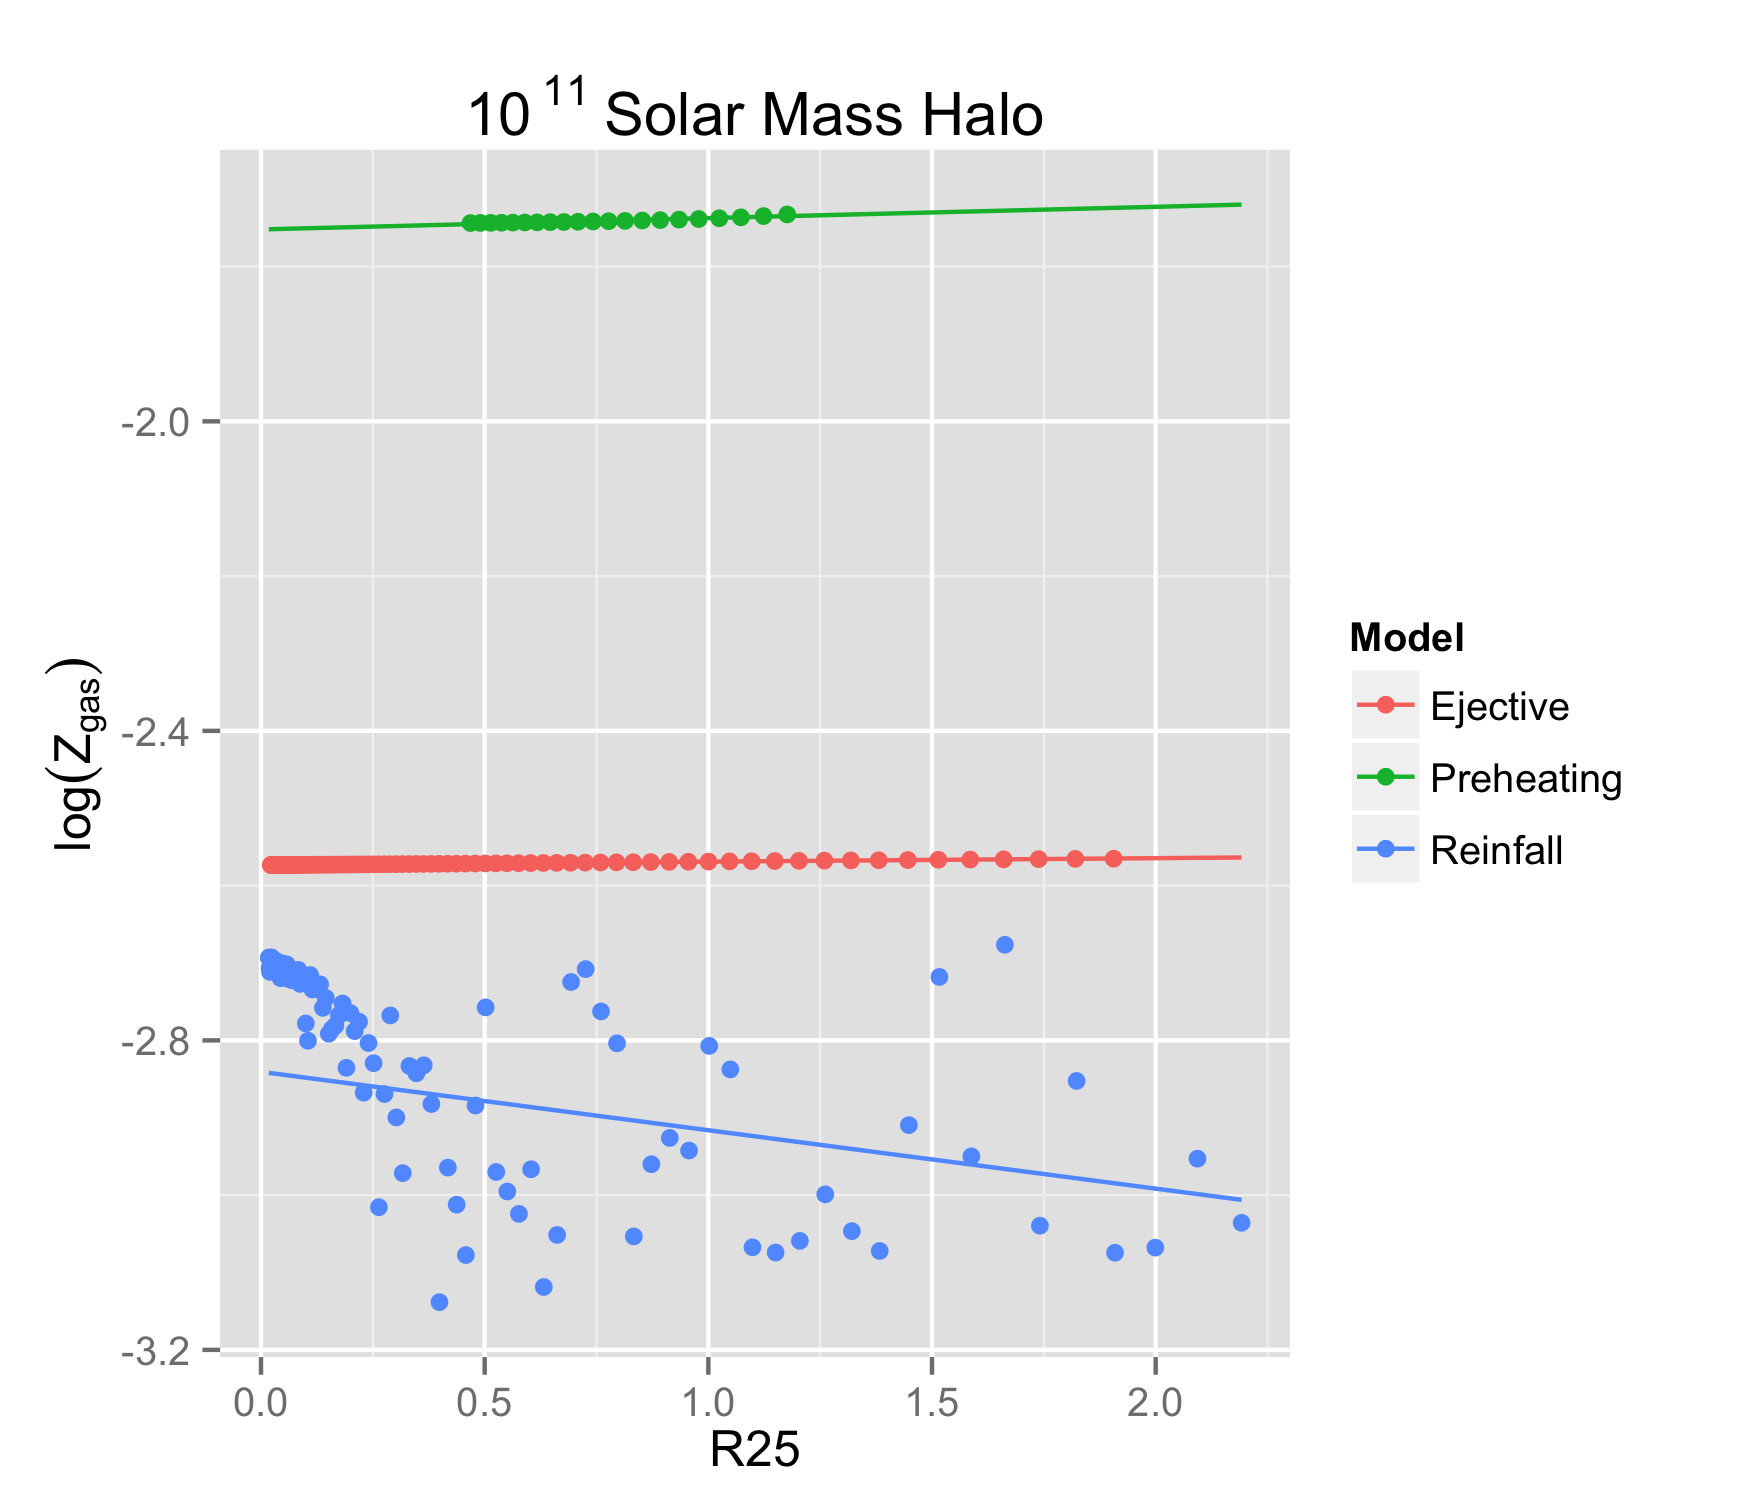 10 11 Solar Mass Halo
log(Zgas)
-2.0
-2.4
-2.8
-3.2
0.0 0.5 1.0 1.5 2.0
R25
Model
Ejective
Preheating
Reinfall